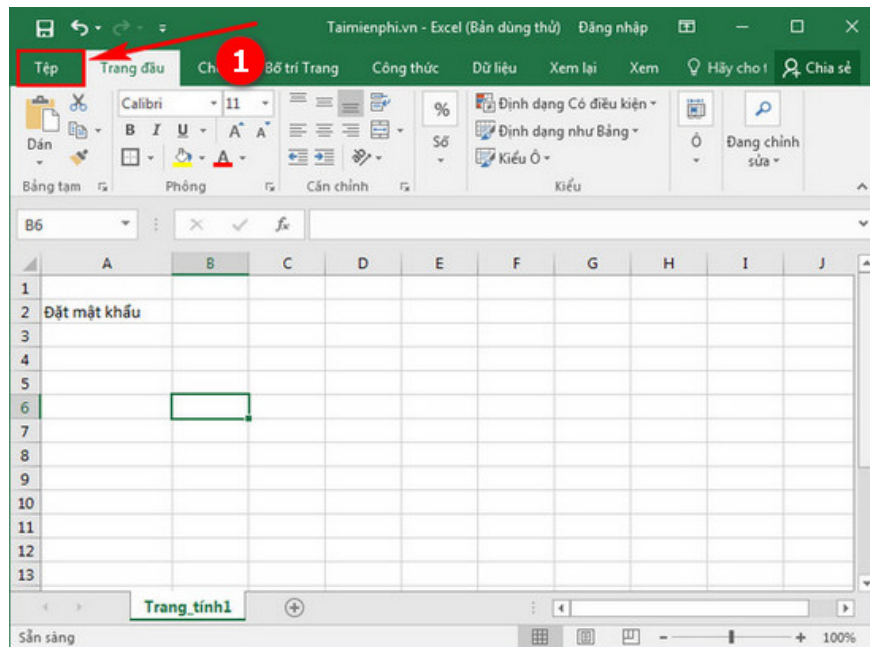 Taimienphi.vn - Excel (Bản dùng thử) Đăng nhập
Tệp Trang đầu 1 Bố trí Trang Công thức Dữ liệu Xem lại Xem Hãy cho Chia sẻ
Calibri 11 % Định dạng Có điều kiện
Dán B I U A A Số Định dạng như Bảng Ô Đang chỉnh sửa
A Kiểu Ô
Bảng tạm Phông Căn chỉnh Kiểu
B6 fx
A B C D E F G H I J
1
2 Đặt mật khẩu
3
4
5
6
7
8
9
10
11
12
13
Trang_tính1
Sẵn sàng 100%